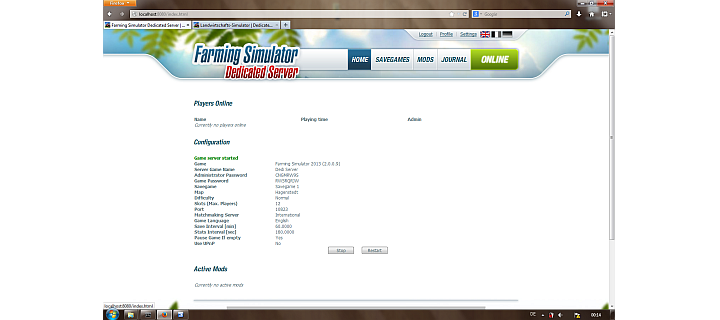 Firefox
localhost:8080/index.html
Google
Farming Simulator Dedicated Server |...
Landwirtschafts-Simulator | Dedicate...
Logout | Profile | Settings
Farming Simulator
Dedicated Server
HOME SAVEGAMES MODS JOURNAL ONLINE
Players Online
Name Playing time Admin
Currently no players online
Configuration
Game server started
Game Farming Simulator 2013 (2.0.0.9)
Server Game Name Dedi Server
Administrator Password
Game Password
Savegame Savegame 1
Map Hagenstedt
Difficulty Normal
Slots (Max. Players) 12
Port 10823
Matchmaking Server International
Game Language English
Save Interval [min] 60.0000
Stats Interval [sec] 180.0000
Pause Game if empty Yes
Use UPnP No
Stop Restart
Active Mods
Currently no active mods
localhost:8080/index.html
DE 00:14